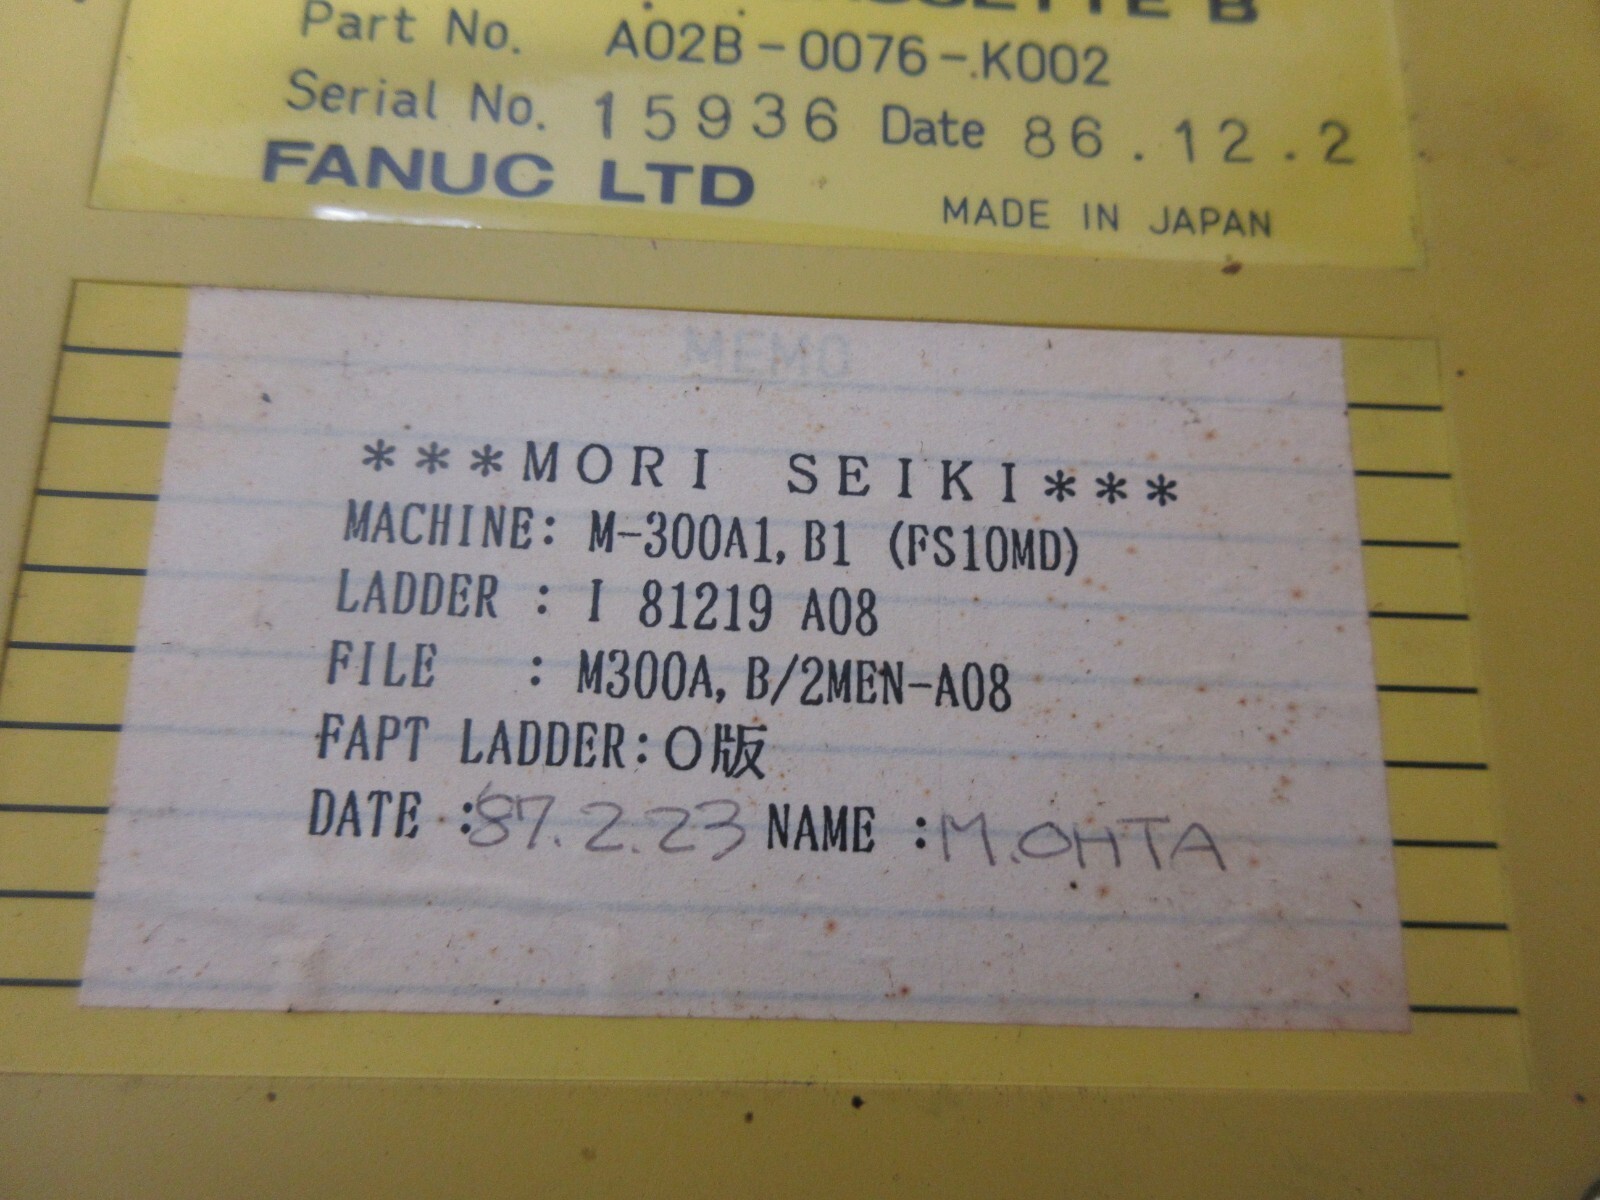 CASSETTE B
Part No. A02B-0076-K002
Serial No. 15936 Date 86.12.2
FANUC LTD
MADE IN JAPAN
MEMO
***MORI SEIKI***
MACHINE: M-300A1, B1 (FS10MD)
LADDER : I 81219 A08
FILE : M300A, B/2MEN-A08
FAPT LADDER:O版
DATE :87.2.23 NAME :M.OHTA